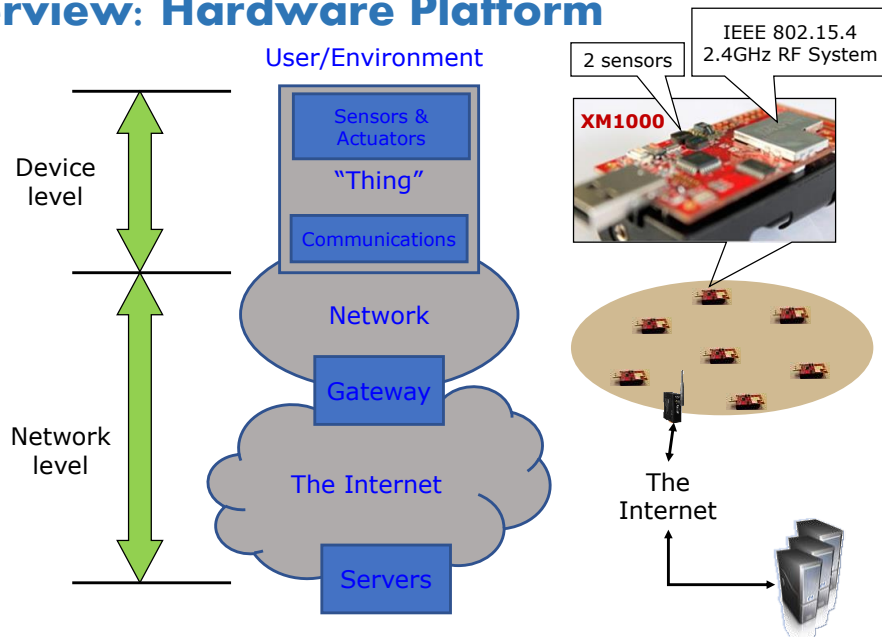 rview: Hardware Platform
User/Environment
Sensors &
Actuators
"Thing"
Communications
Device
level
Network
Gateway
Network
level
The Internet
Servers
2 sensors
IEEE 802.15.4
2.4GHz RF System
XM1000
The
Internet